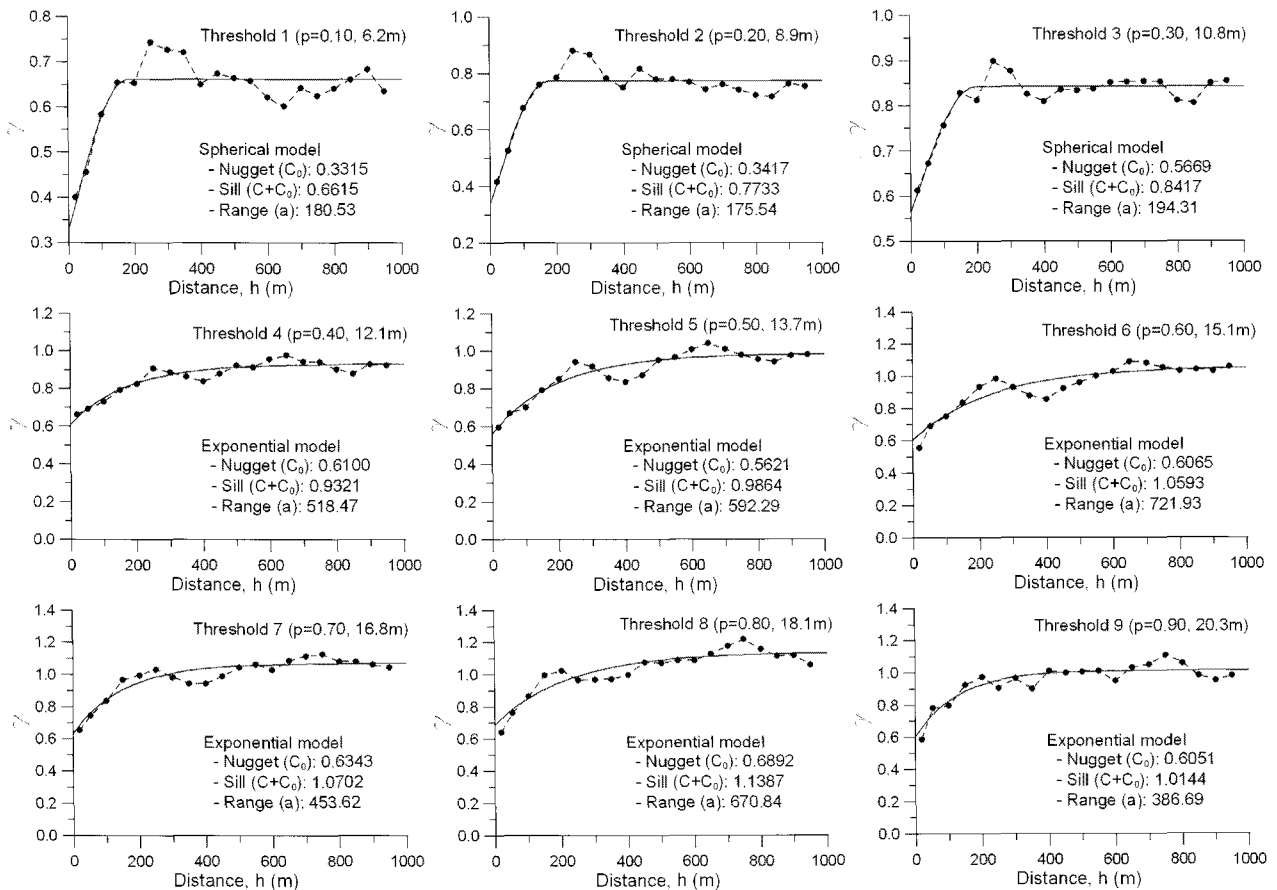 0.8
0.7
0.6
0.5
0.4
0.3
γ
Threshold 1 (p=0.10, 6.2m)
Spherical model
- Nugget (C₀): 0.3315
- Sill (C+C₀): 0.6615
- Range (a): 180.53
0 200 400 600 800 1000
Distance, h (m)
1.0
0.8
0.6
0.4
0.2
γ
Threshold 2 (p=0.20, 8.9m)
Spherical model
- Nugget (C₀): 0.3417
- Sill (C+C₀): 0.7733
- Range (a): 175.54
0 200 400 600 800 1000
Distance, h (m)
1.0
0.9
0.8
0.7
0.6
0.5
γ
Threshold 3 (p=0.30, 10.8m)
Spherical model
- Nugget (C₀): 0.5669
- Sill (C+C₀): 0.8417
- Range (a): 194.31
0 200 400 600 800 1000
Distance, h (m)
1.2
1.0
0.8
0.6
0.4
0.2
0.0
γ
Threshold 4 (p=0.40, 12.1m)
Exponential model
- Nugget (C₀): 0.6100
- Sill (C+C₀): 0.9321
- Range (a): 518.47
0 200 400 600 800 1000
Distance, h (m)
1.2
1.0
0.8
0.6
0.4
0.2
0.0
γ
Threshold 5 (p=0.50, 13.7m)
Exponential model
- Nugget (C₀): 0.5621
- Sill (C+C₀): 0.9864
- Range (a): 592.29
0 200 400 600 800 1000
Distance, h (m)
1.4
1.2
1.0
0.8
0.6
0.4
0.2
0.0
γ
Threshold 6 (p=0.60, 15.1m)
Exponential model
- Nugget (C₀): 0.6065
- Sill (C+C₀): 1.0593
- Range (a): 721.93
0 200 400 600 800 1000
Distance, h (m)
1.4
1.2
1.0
0.8
0.6
0.4
0.2
0.0
γ
Threshold 7 (p=0.70, 16.8m)
Exponential model
- Nugget (C₀): 0.6343
- Sill (C+C₀): 1.0702
- Range (a): 453.62
0 200 400 600 800 1000
Distance, h (m)
1.4
1.2
1.0
0.8
0.6
0.4
0.2
0.0
γ
Threshold 8 (p=0.80, 18.1m)
Exponential model
- Nugget (C₀): 0.6892
- Sill (C+C₀): 1.1387
- Range (a): 670.84
0 200 400 600 800 1000
Distance, h (m)
1.4
1.2
1.0
0.8
0.6
0.4
0.2
0.0
γ
Threshold 9 (p=0.90, 20.3m)
Exponential model
- Nugget (C₀): 0.6051
- Sill (C+C₀): 1.0144
- Range (a): 386.69
0 200 400 600 800 1000
Distance, h (m)